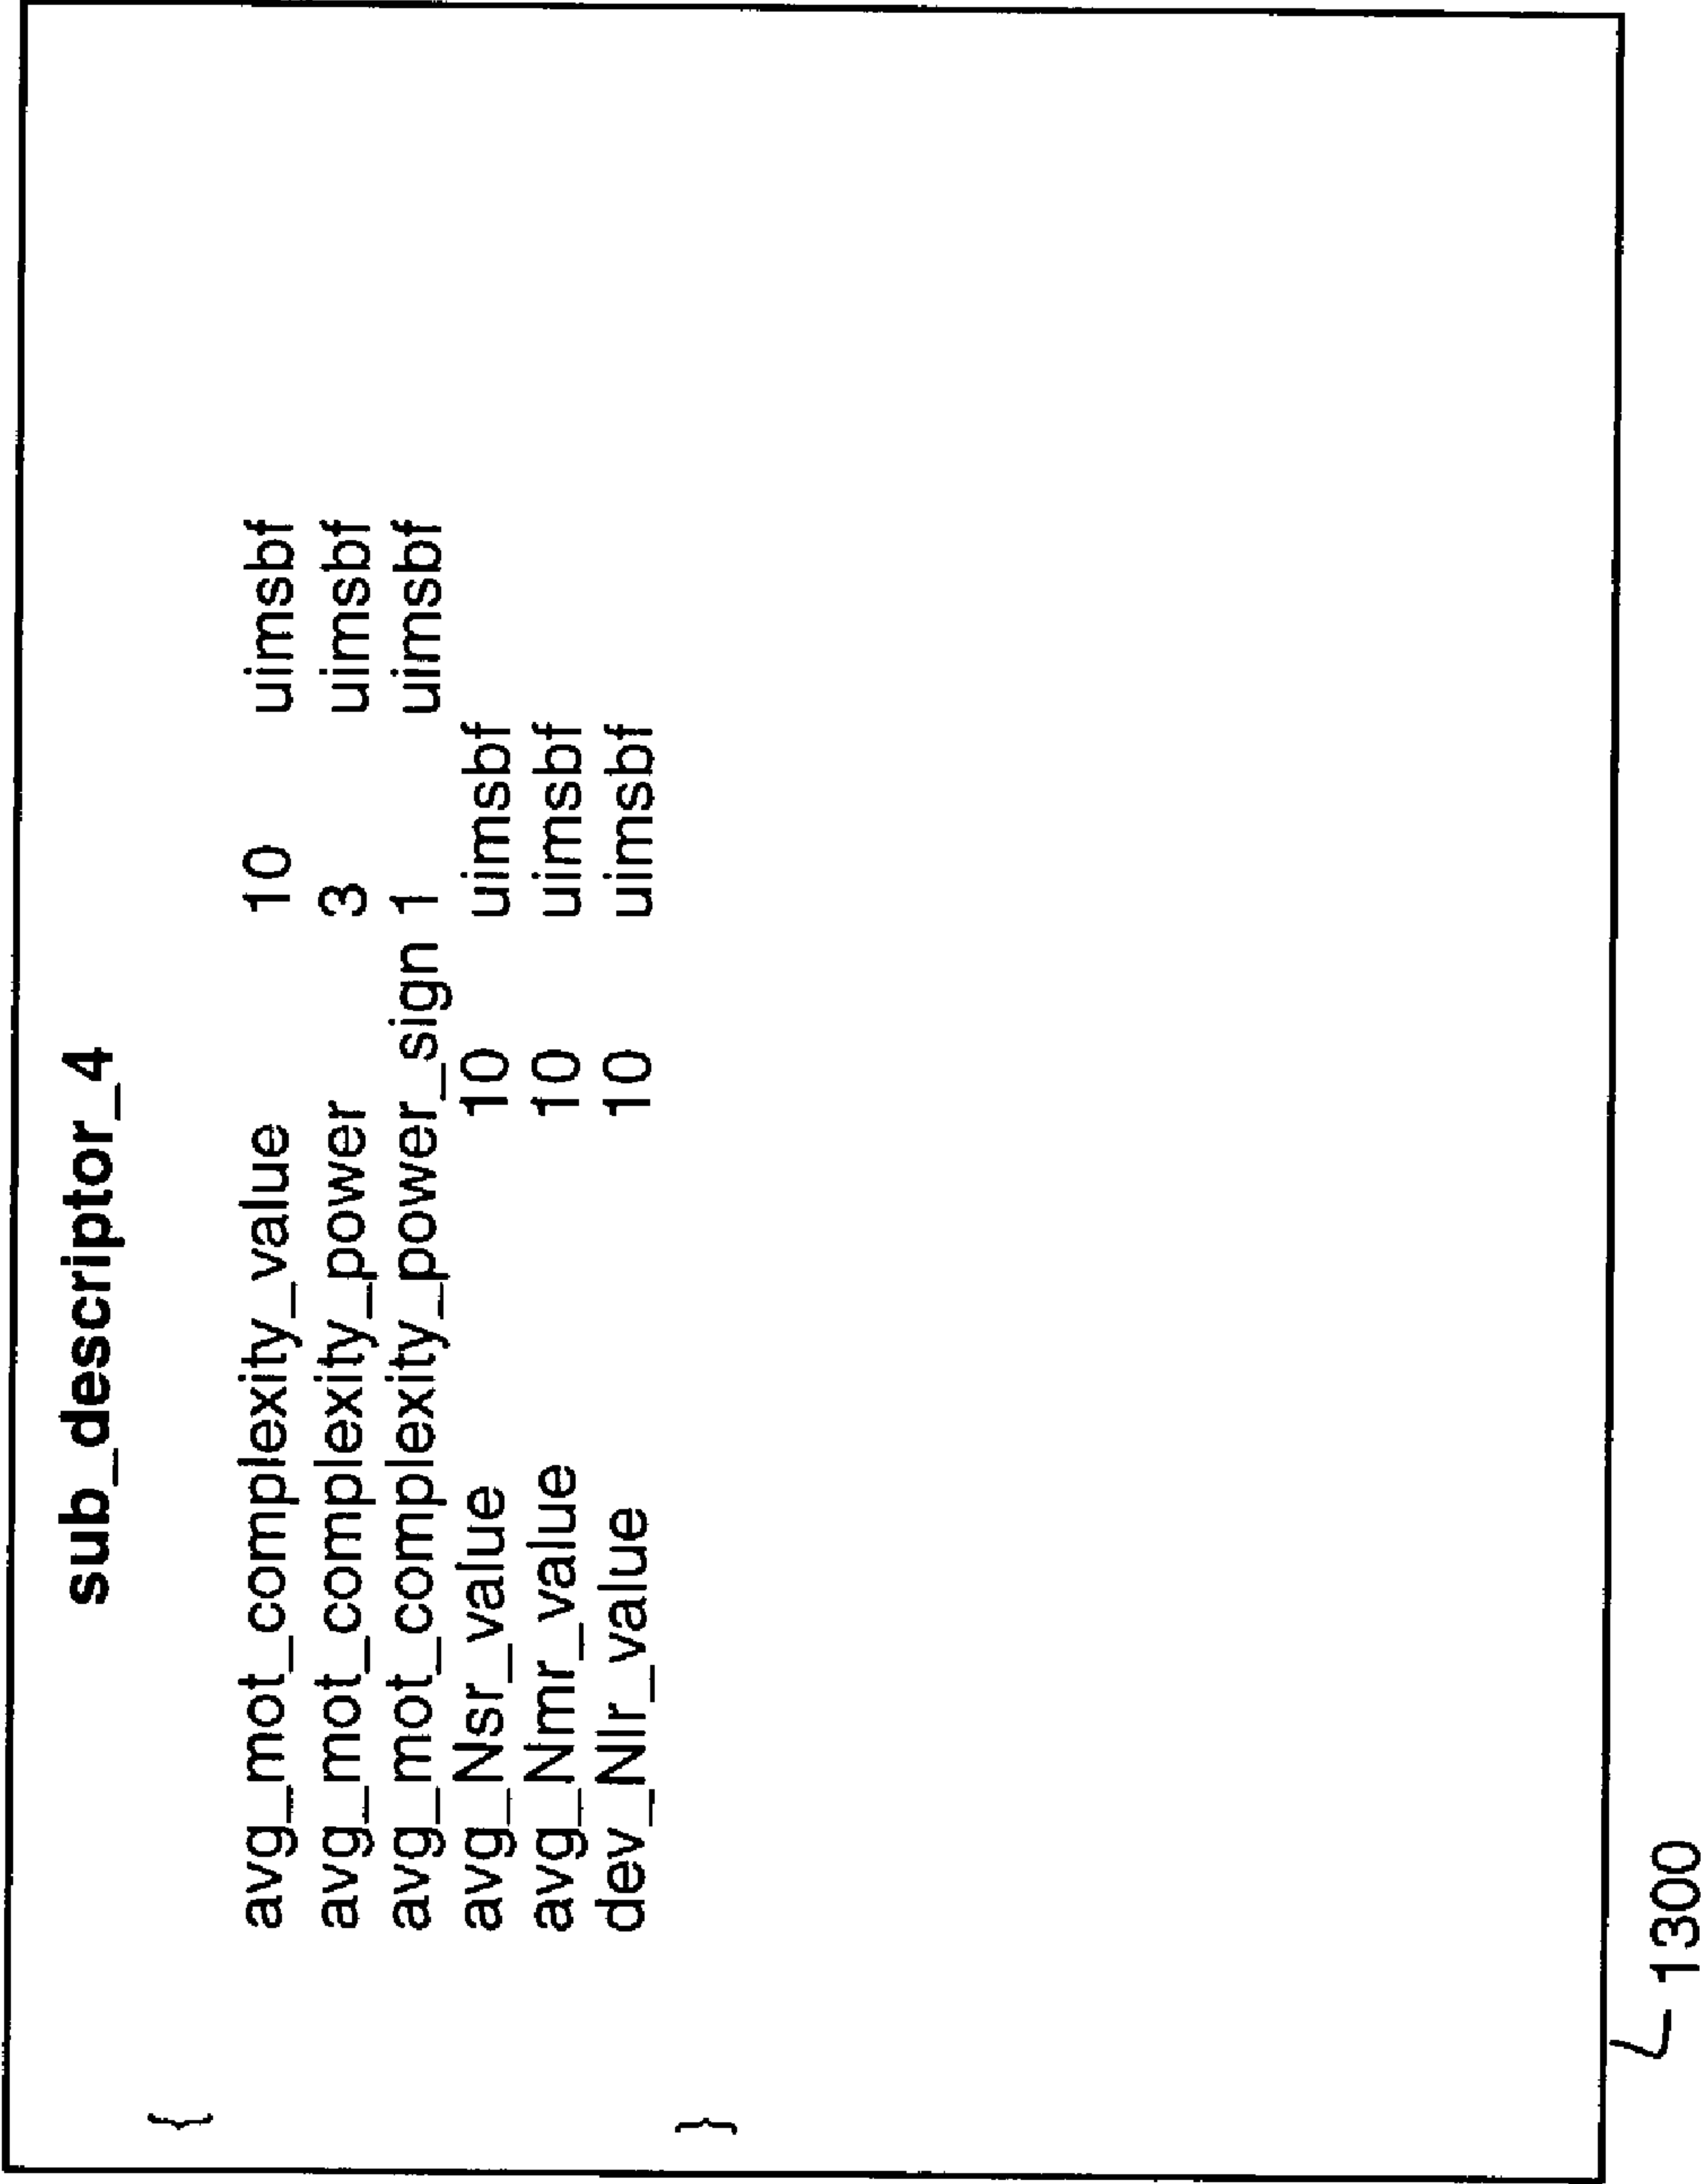 sub_descriptor_4
{
avg_mot_complexity_value 10 uimsbf
avg_mot_complexity_power 3 uimsbf
avg_mot_complexity_power_sign 1 uimsbf
avg_Nsr_value 10 uimsbf
avg_Nmr_value 10 uimsbf
dev_Nlr_value 10 uimsbf
}
1300